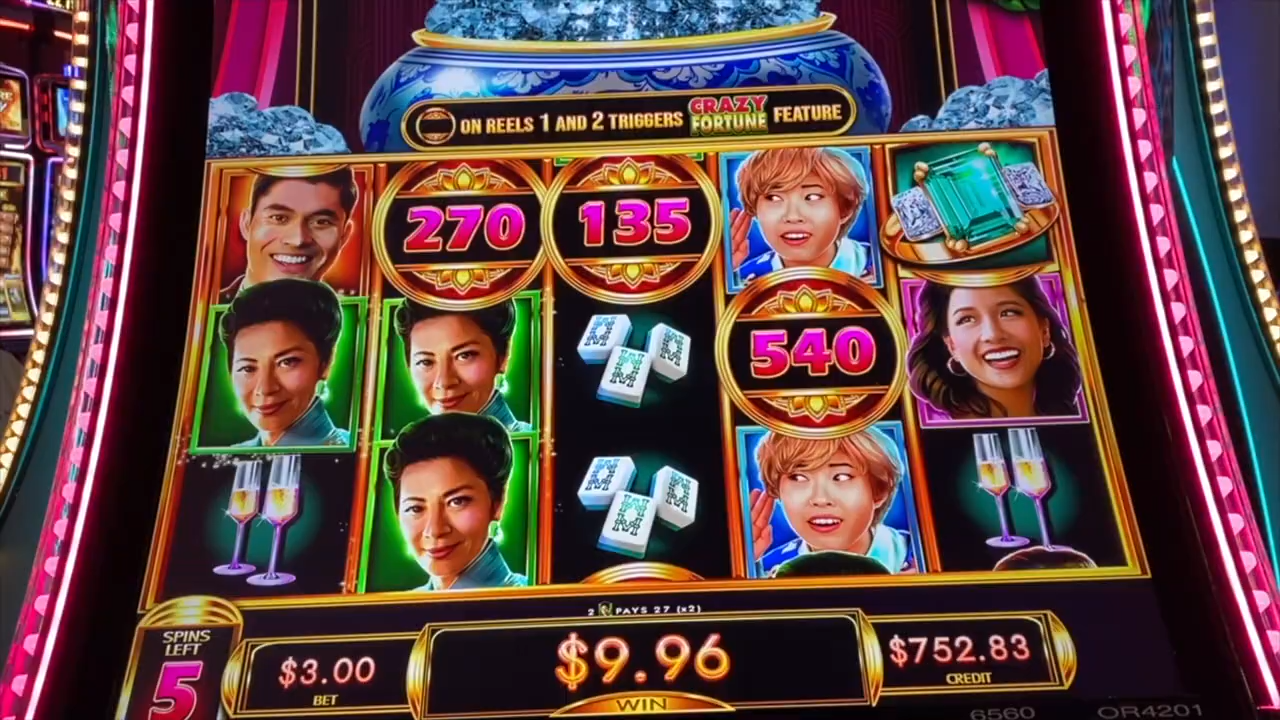 ON REELS 1 AND 2 TRIGGERS CRAZY FORTUNE FEATURE
270
135
540
2 PAYS 27 (x2)
SPINS LEFT
5
$3.00
BET
$9.96
WIN
$752.83
CREDIT
6560 OR4201